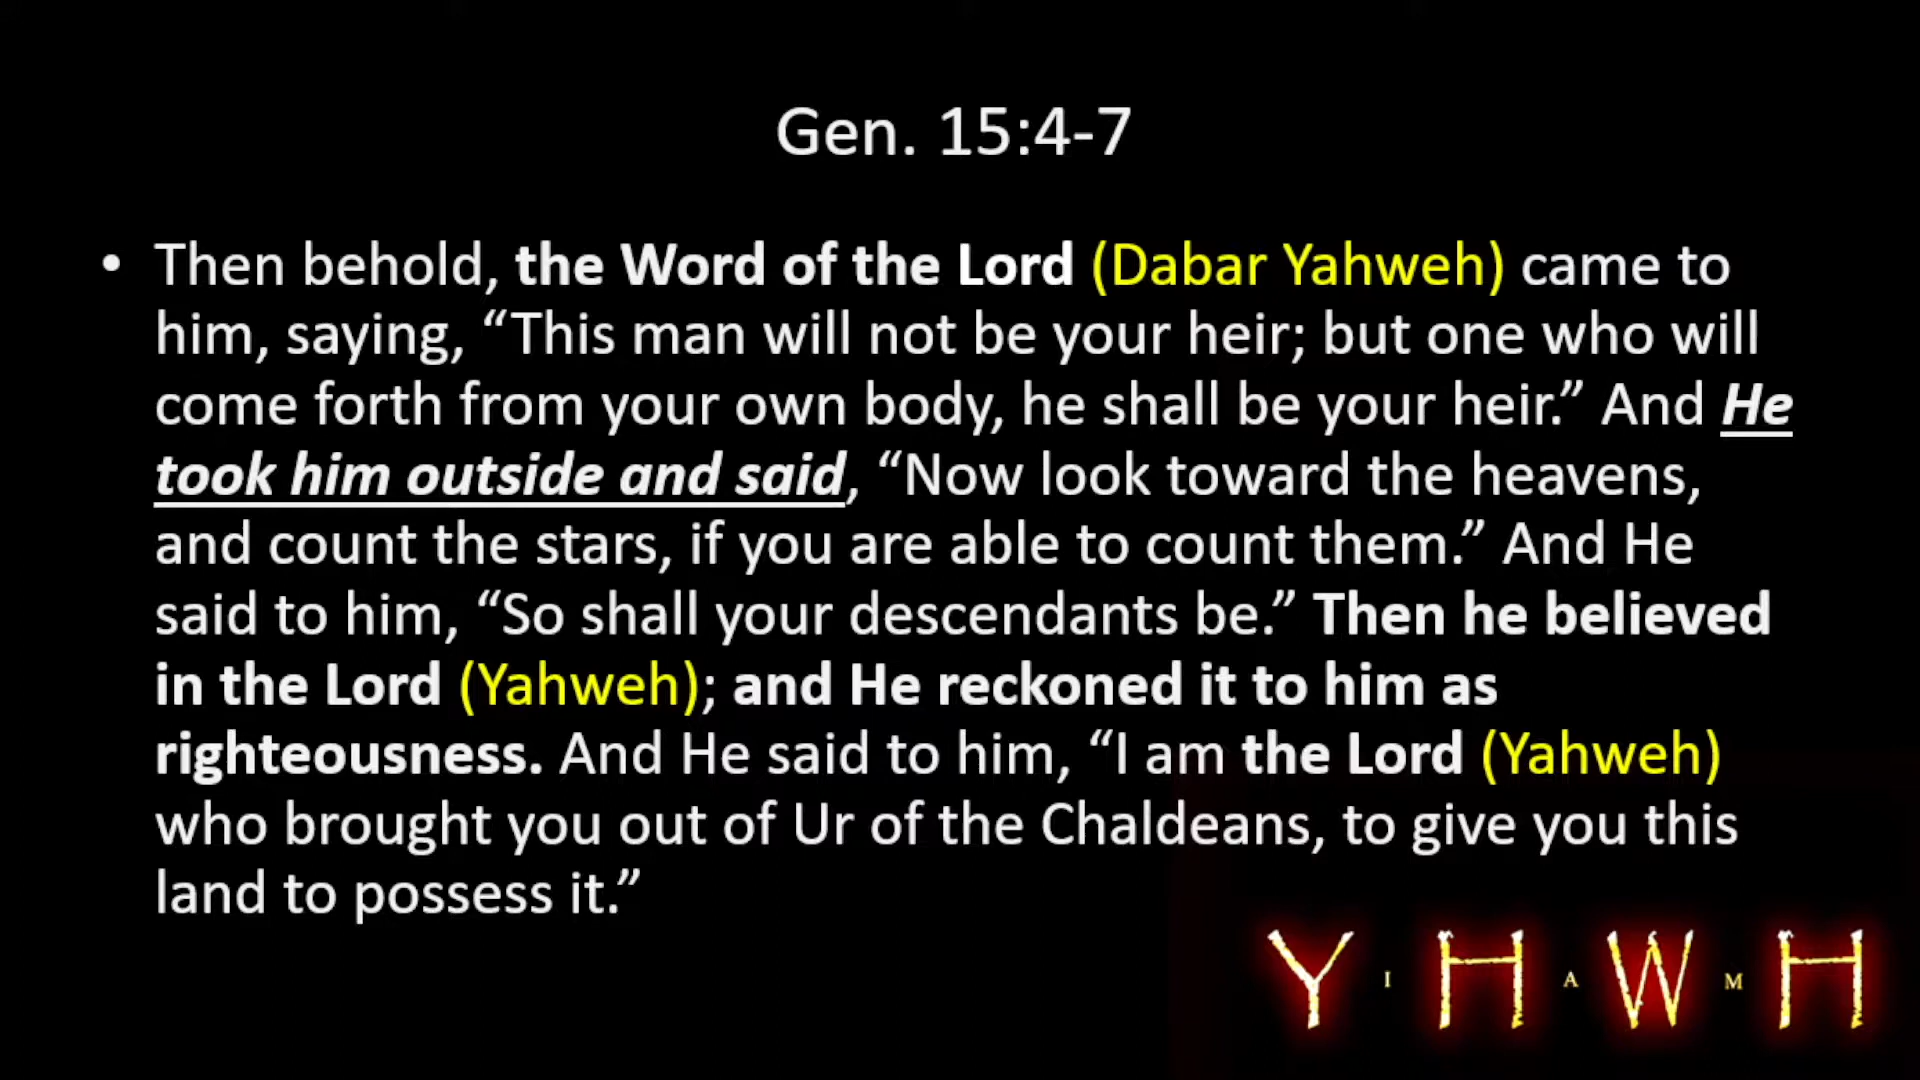 Gen. 15:4-7
• Then behold, the Word of the Lord (Dabar Yahweh) came to
him, saying, “This man will not be your heir; but one who will
come forth from your own body, he shall be your heir.” And He
took him outside and said, “Now look toward the heavens,
and count the stars, if you are able to count them.” And He
said to him, “So shall your descendants be.” Then he believed
in the Lord (Yahweh); and He reckoned it to him as
righteousness. And He said to him, “I am the Lord (Yahweh)
who brought you out of Ur of the Chaldeans, to give you this
land to possess it.”
Y I H A W M H